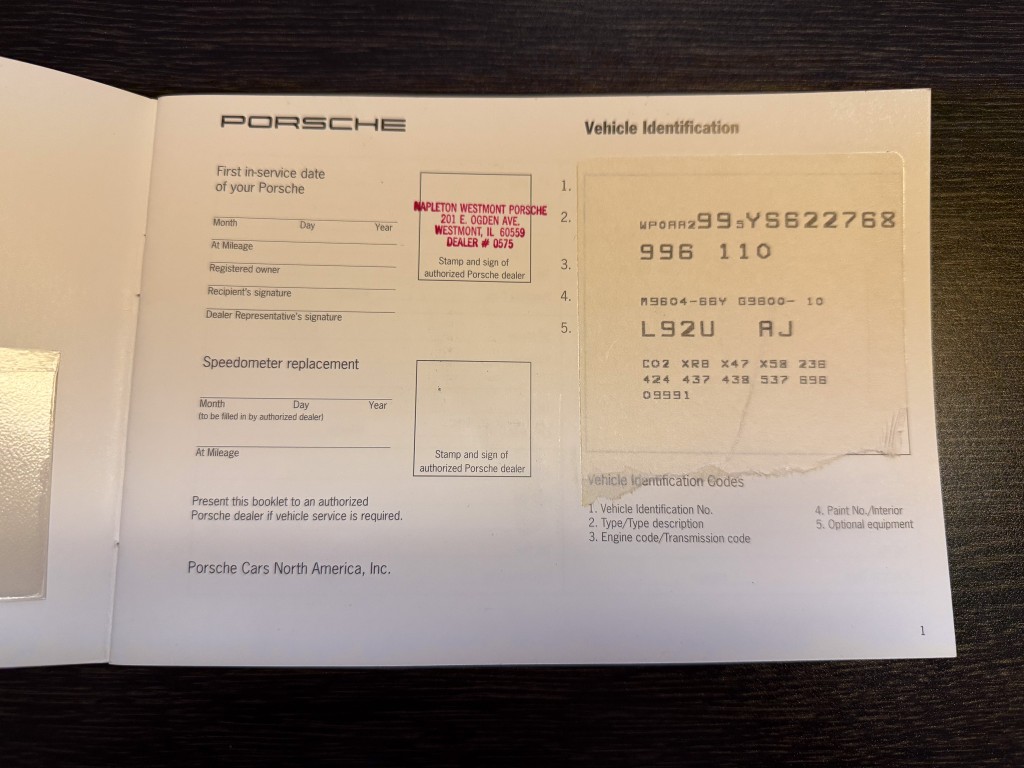 PORSCHE
First in-service date
of your Porsche
Month Day Year
At Mileage
Registered owner
Recipient's signature
Dealer Representative's signature
NAPLETON WESTMONT PORSCHE
201 E. OGDEN AVE.
WESTMONT, IL 60559
DEALER # 0575
Stamp and sign of
authorized Porsche dealer
Speedometer replacement
Month Day Year
(to be filled in by authorized dealer)
At Mileage
Stamp and sign of
authorized Porsche dealer
Present this booklet to an authorized
Porsche dealer if vehicle service is required.
Porsche Cars North America, Inc.
Vehicle Identification
1.
2.
3.
4.
5.
WP0AA2995YS622768
996 110
M9604-66Y G9600- 10
L92U AJ
C02 XRB X47 X58 236
424 437 438 537 696
09991
Vehicle Identification Codes
1. Vehicle Identification No.
2. Type/Type description
3. Engine code/Transmission code
4. Paint No./Interior
5. Optional equipment
1